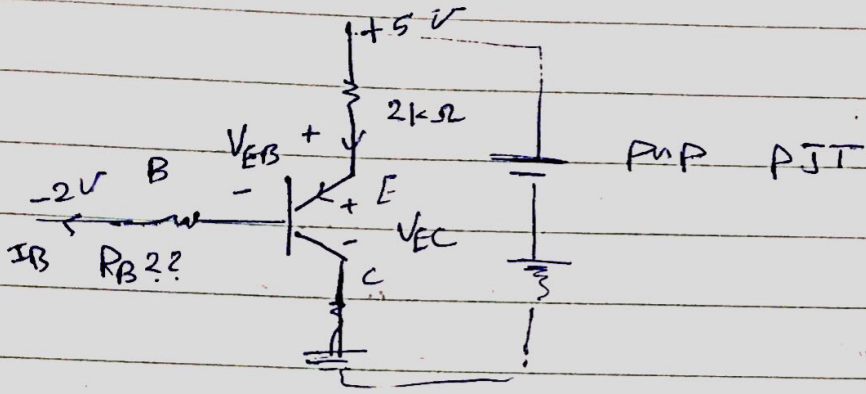 +5 V
2kΩ
VEB +
-
PnP PJT
-2V B
E
+
VEC
-
IB RB??
C